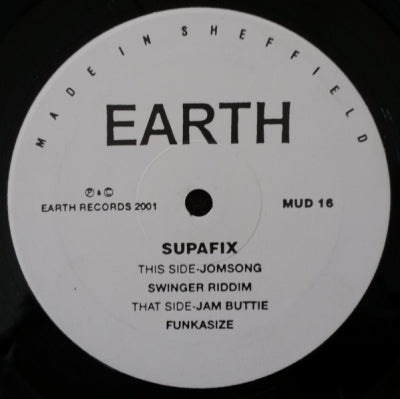 MADE IN SHEFFIELD
EARTH
Ⓟ & ©
EARTH RECORDS 2001
MUD 16
SUPAFIX
THIS SIDE-JOMSONG
SWINGER RIDDIM
THAT SIDE-JAM BUTTIE
FUNKASIZE